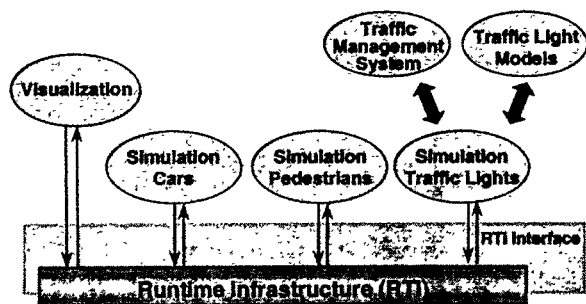 Traffic
Management
System
Traffic Light
Models
Visualization
Simulation
Cars
Simulation
Pedestrians
Simulation
Traffic Lights
RTI Interface
Runtime Infrastructure (RTI)